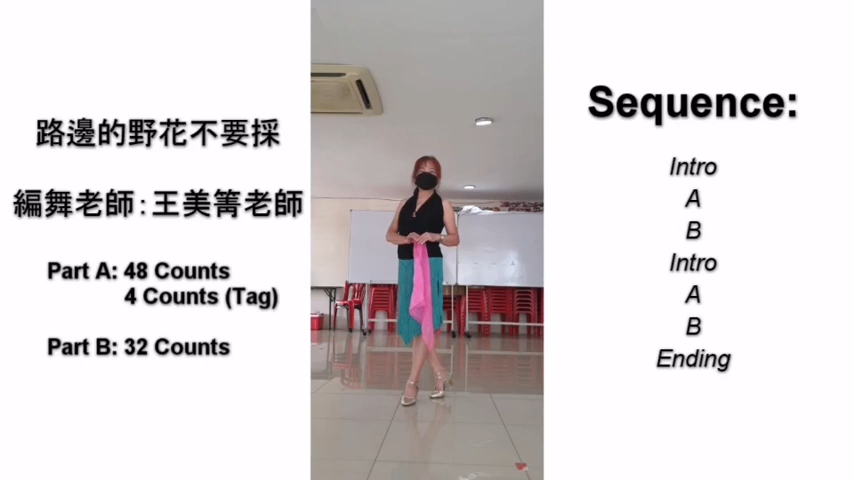 路邊的野花不要採
編舞老師：王美箐老師
Part A: 48 Counts
4 Counts (Tag)
Part B: 32 Counts
Sequence:
Intro
A
B
Intro
A
B
Ending